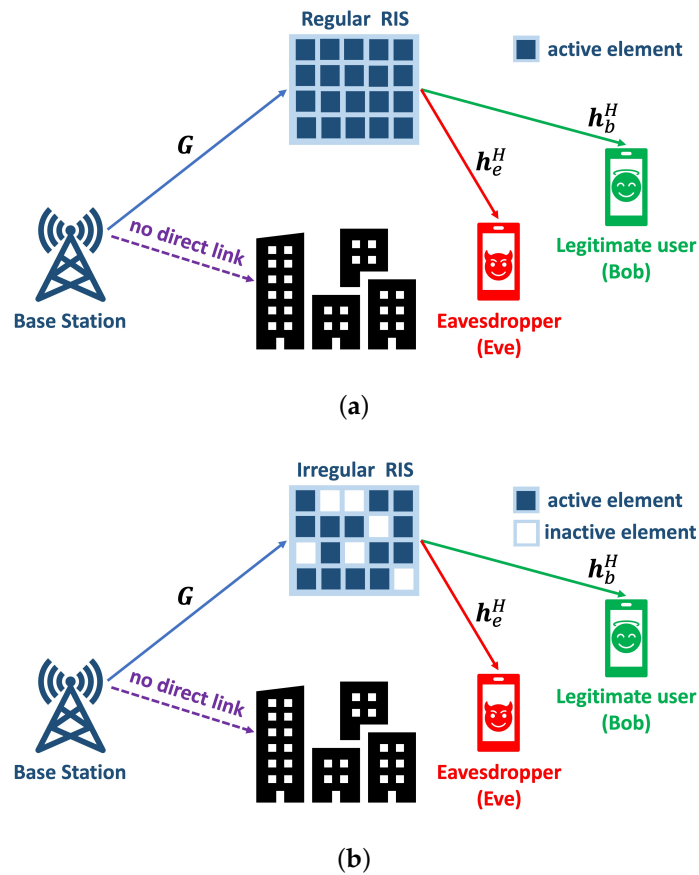 Regular RIS
active element
G
h_b^H
h_e^H
no direct link
Base Station
Legitimate user
(Bob)
Eavesdropper
(Eve)
(a)
Irregular RIS
active element
inactive element
G
h_b^H
h_e^H
no direct link
Base Station
Legitimate user
(Bob)
Eavesdropper
(Eve)
(b)